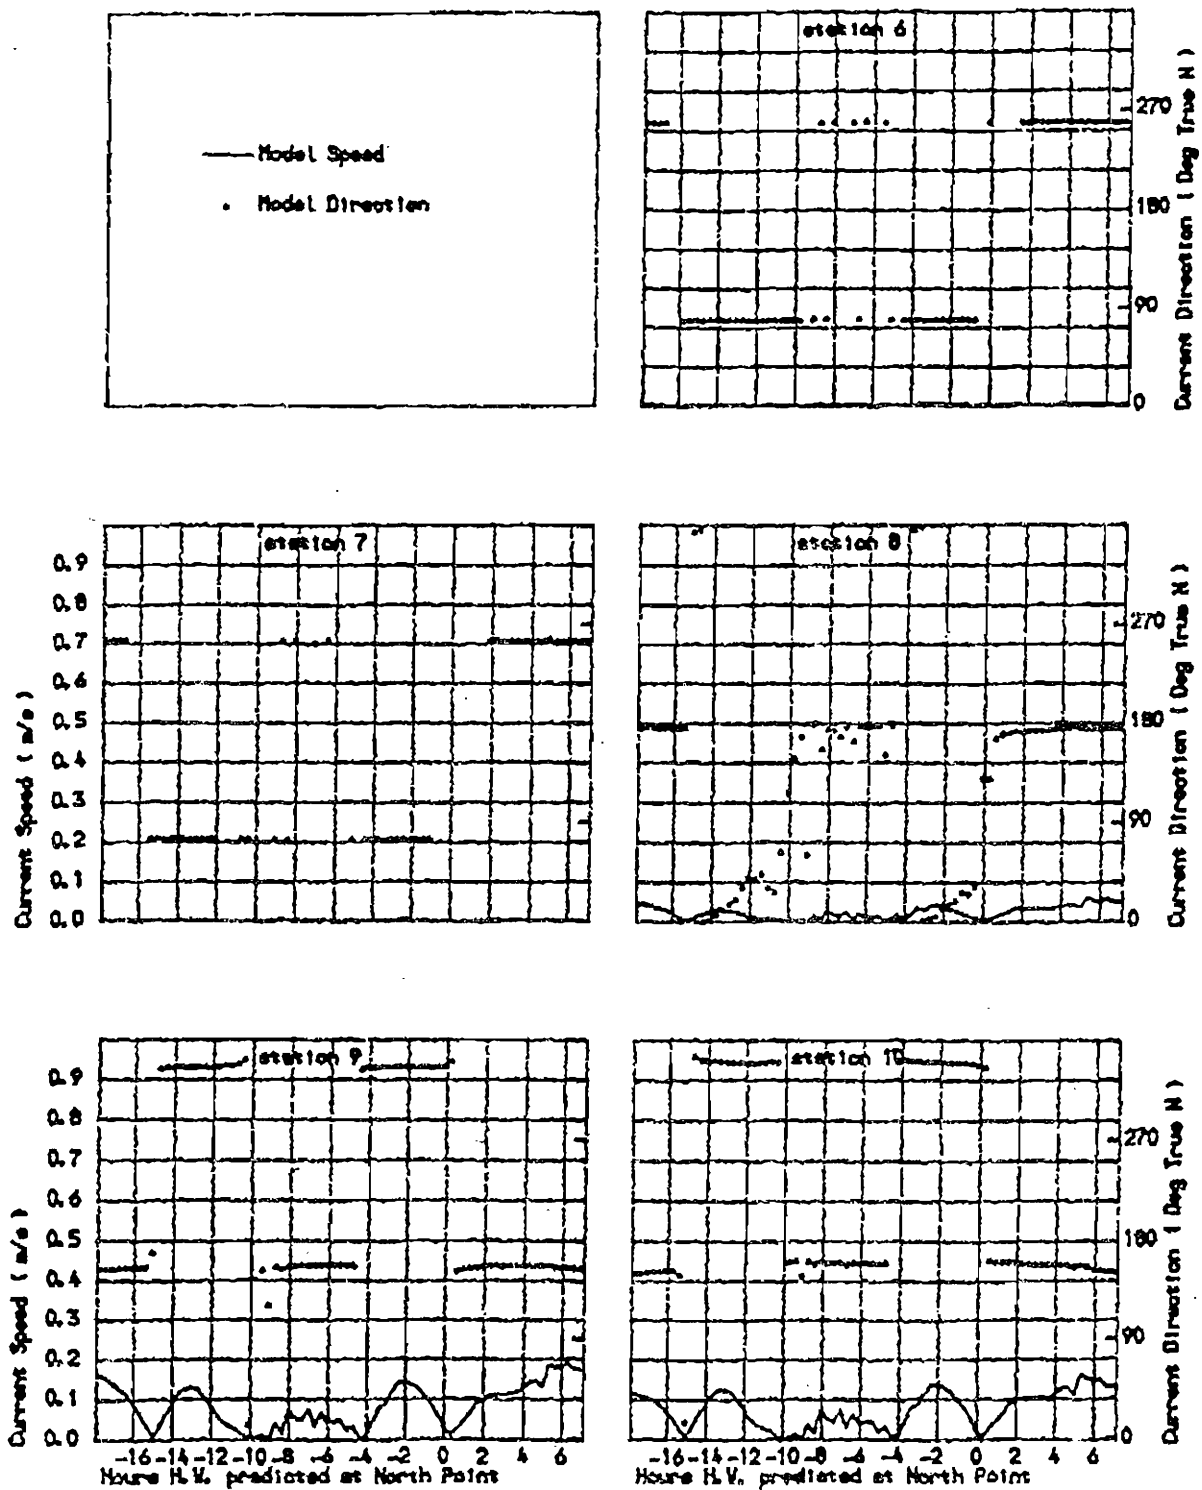 station 6
Model Speed
Model Direction
270
180
90
0
Current Direction ( Deg True N )
station 7
0.9
0.8
0.7
0.6
0.5
0.4
0.3
0.2
0.1
0.0
Current Speed ( m/s )
station 8
270
180
90
0
Current Direction ( Deg True N )
station 9
0.9
0.8
0.7
0.6
0.5
0.4
0.3
0.2
0.1
0.0
Current Speed ( m/s )
-16 -14 -12 -10 -8 -6 -4 -2 0 2 4 6
Hours H.W. predicted at North Point
station 10
270
180
90
0
Current Direction ( Deg True N )
-16 -14 -12 -10 -8 -6 -4 -2 0 2 4 6
Hours H.W. predicted at North Point